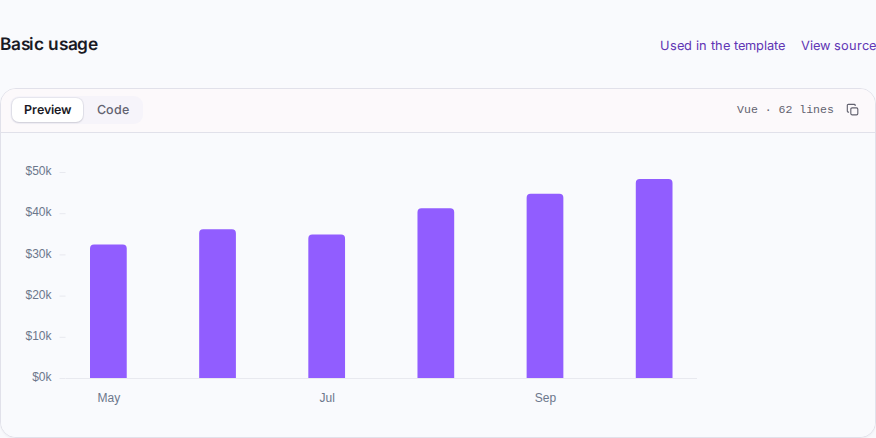 Basic usage
Used in the template View source
Preview Code
Vue · 62 lines
$50k
$40k
$30k
$20k
$10k
$0k
May Jul Sep